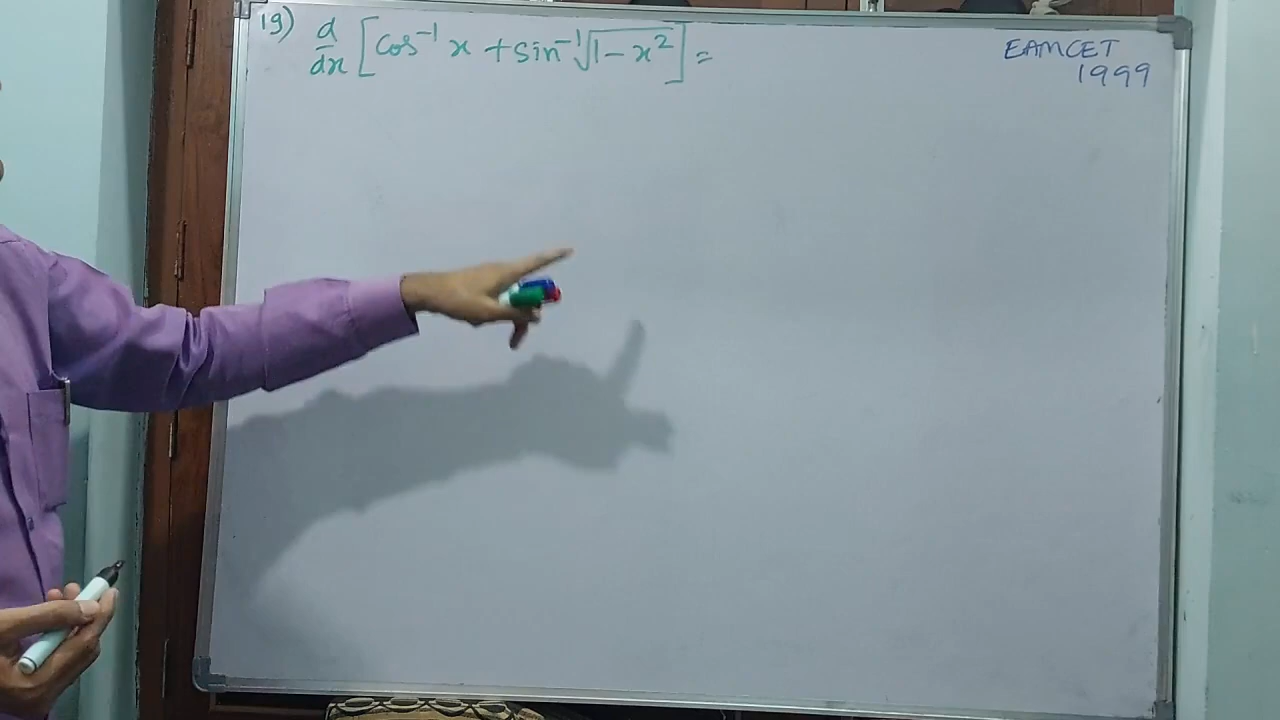 19) d/dx [cos⁻¹ x + sin⁻¹ √1 - x²] =
EAMCET
1999